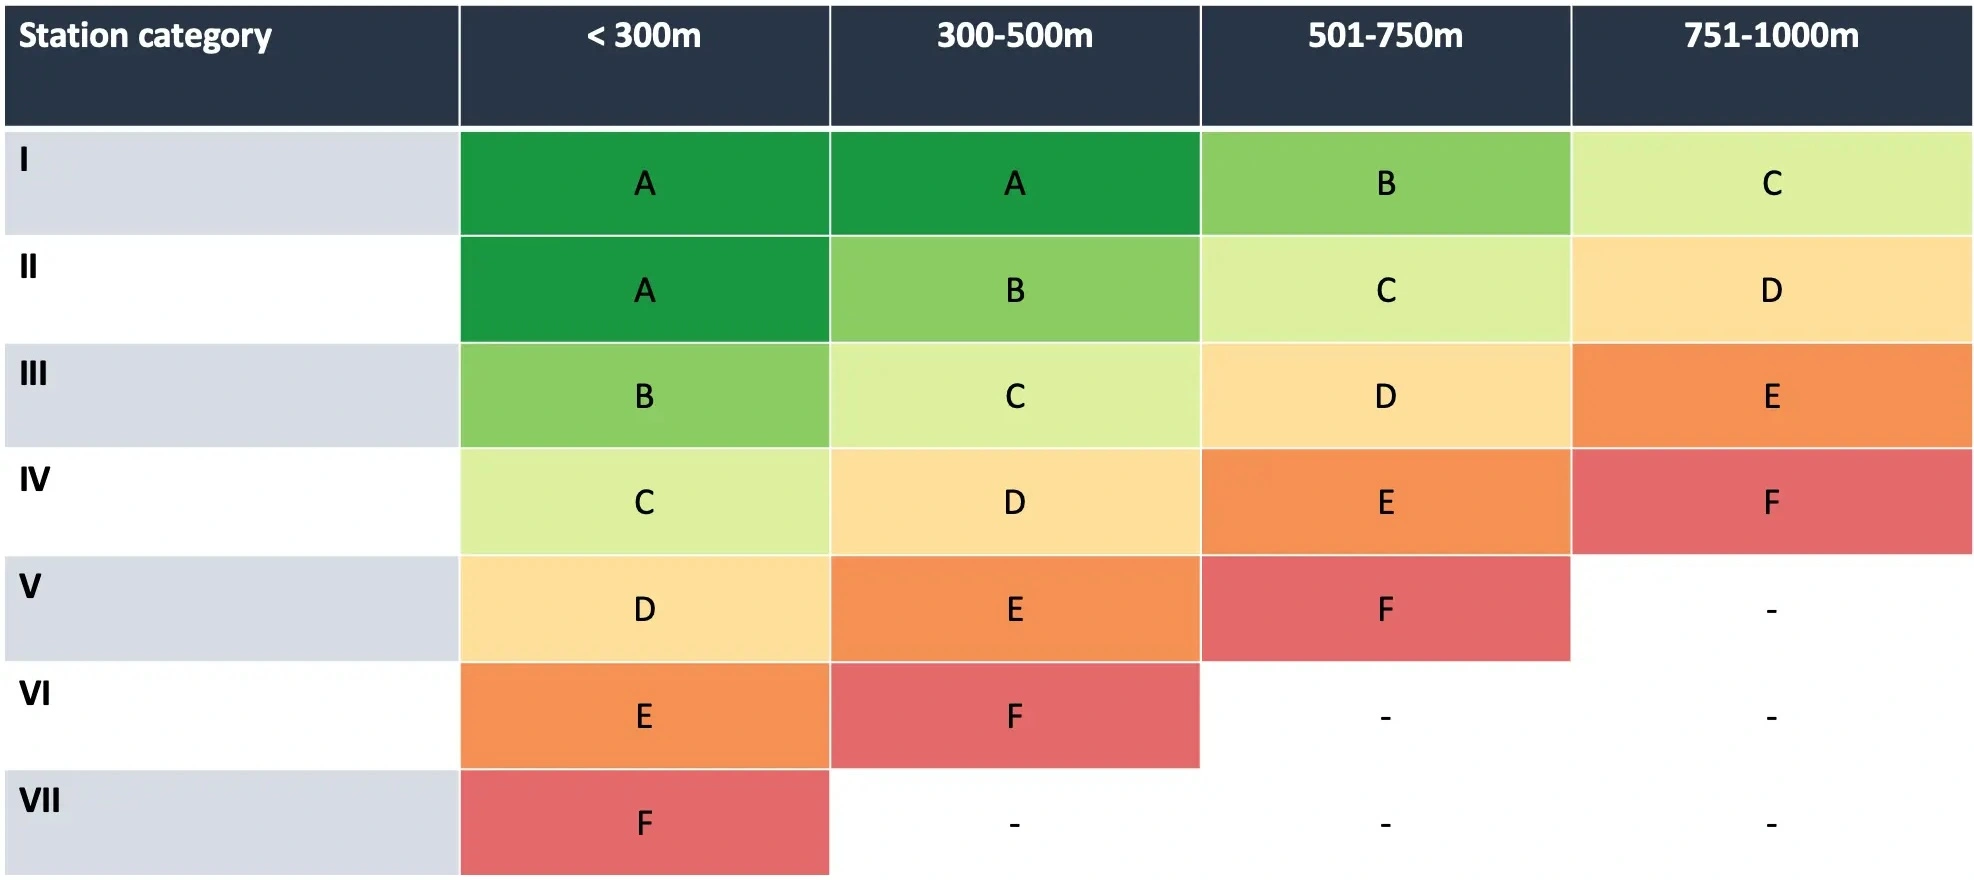 Station category < 300m 300-500m 501-750m 751-1000m
I A A B C
II A B C D
III B C D E
IV C D E F
V D E F -
VI E F - -
VII F - - -